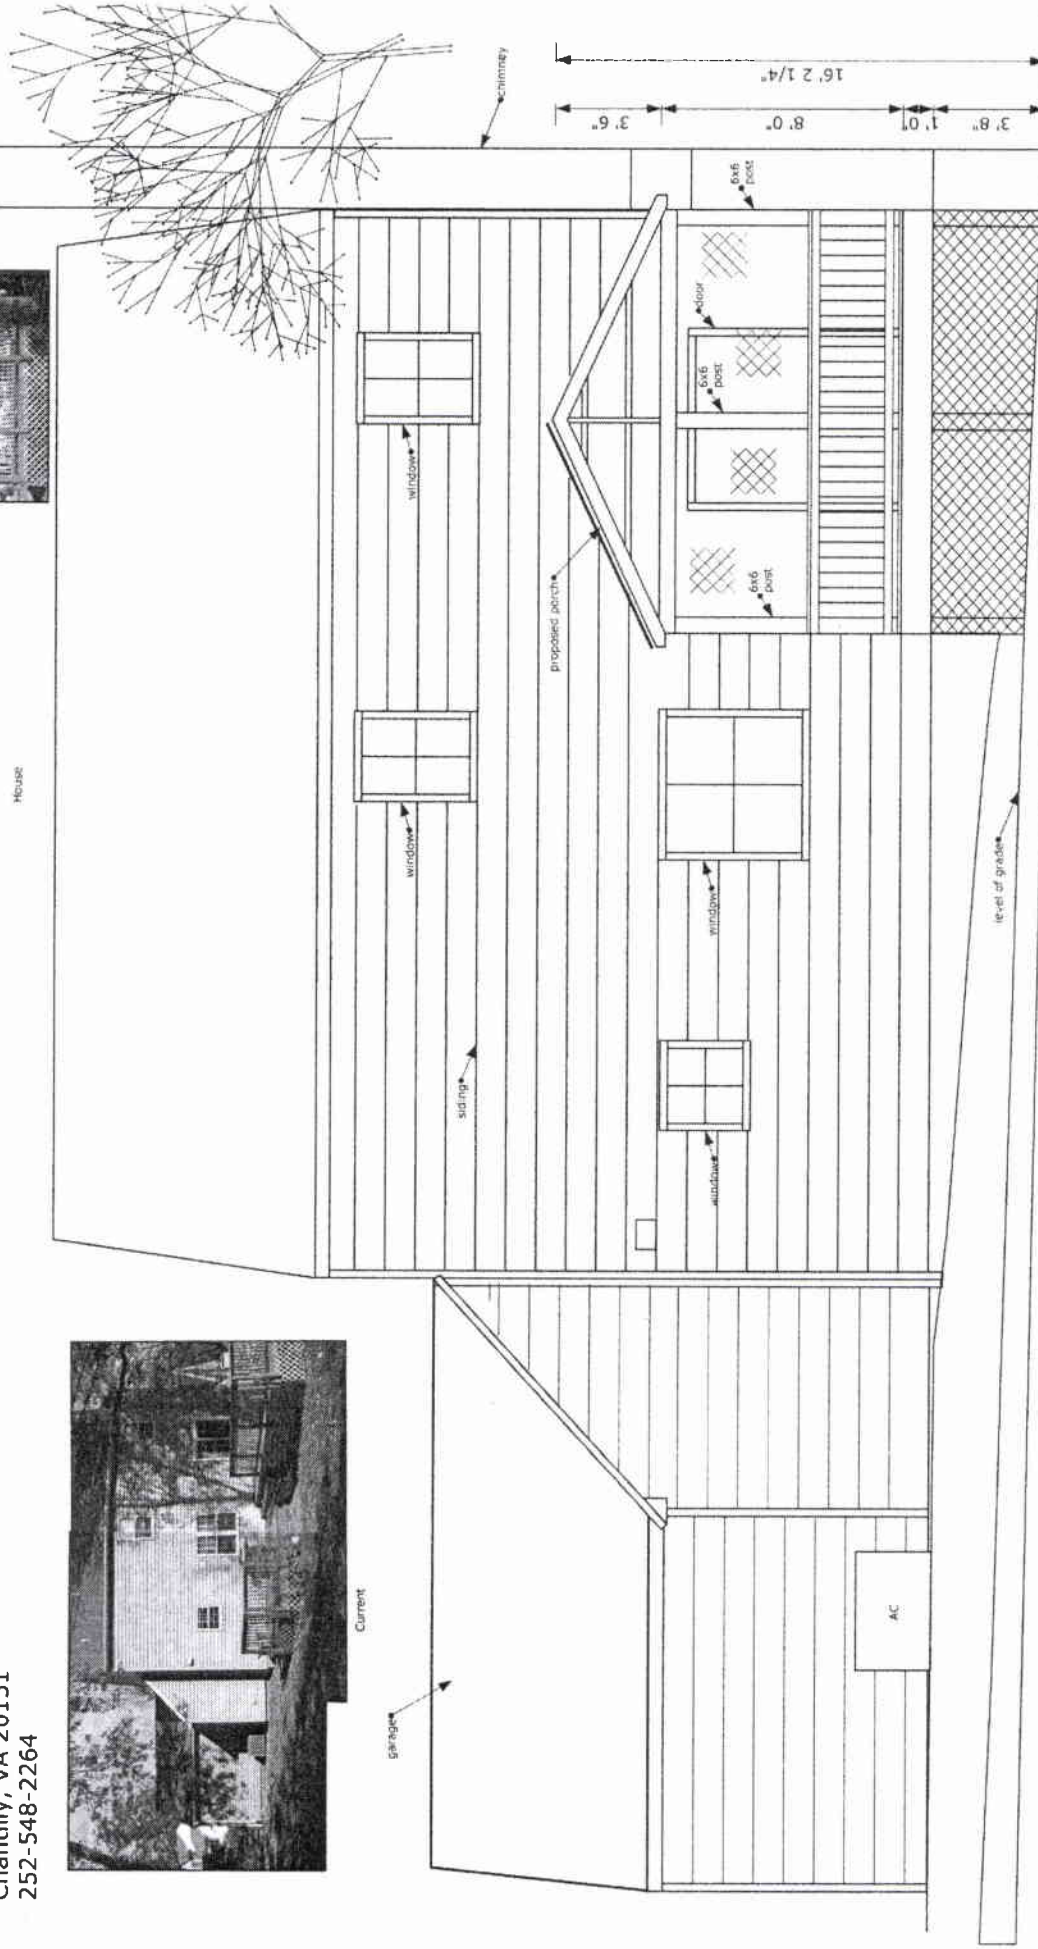 Chantilly, VA 20151
252-548-2264
House
Current
garage
chimney
window
window
siding
proposed porch
window
window
6x6
post
door
6x6
post
6x6
post
AC
level of grade
3' 6"
8' 0"
1' 0"
3' 8"
16' 2 1/4"